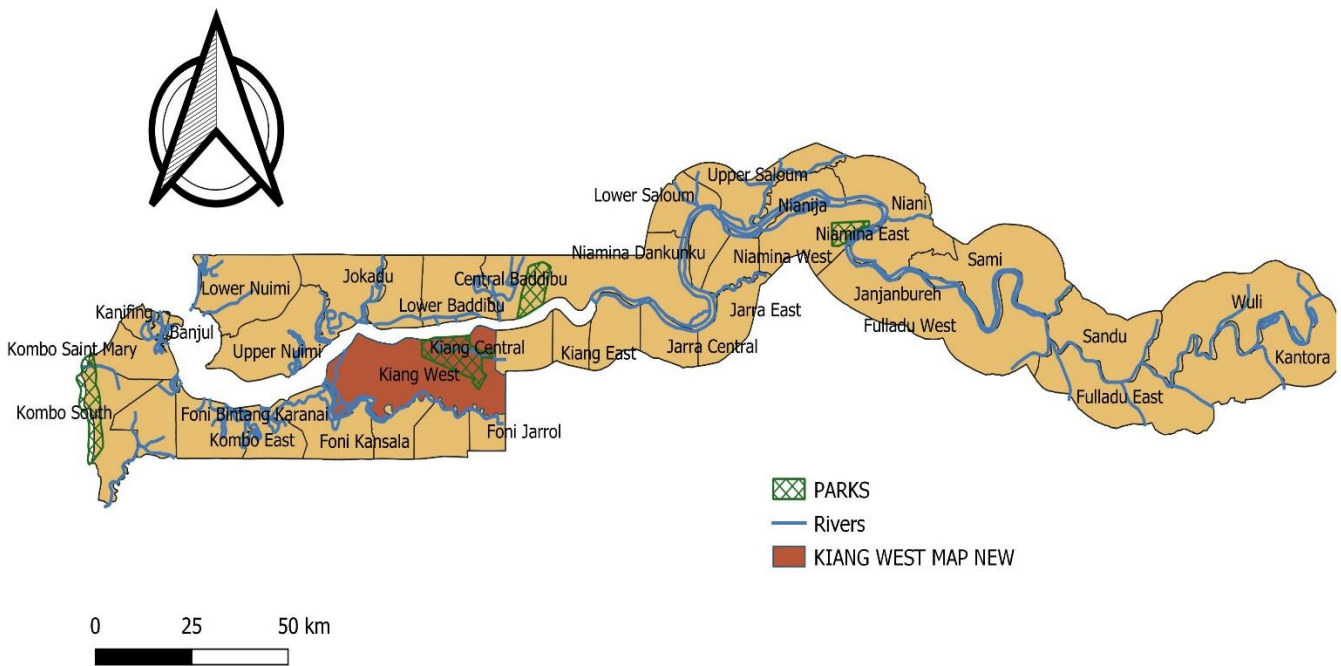 Upper Saloum
Lower Saloum
Nianija
Niani
Niamina East
Niamina Dankunku
Niamina West
Sami
Jokadu
Central Baddibu
Lower Nuimi
Janjanbureh
Lower Baddibu
Wuli
Kanifing
Jarra East
Fulladu West
Banjul
Sandu
Kombo Saint Mary
Upper Nuimi
Kiang Central
Kiang East
Jarra Central
Kantora
Kiang West
Fulladu East
Kombo South
Foni Bintang Karanai
Kombo East
Foni Kansala
Foni Jarrol
PARKS
Rivers
KIANG WEST MAP NEW
0 25 50 km